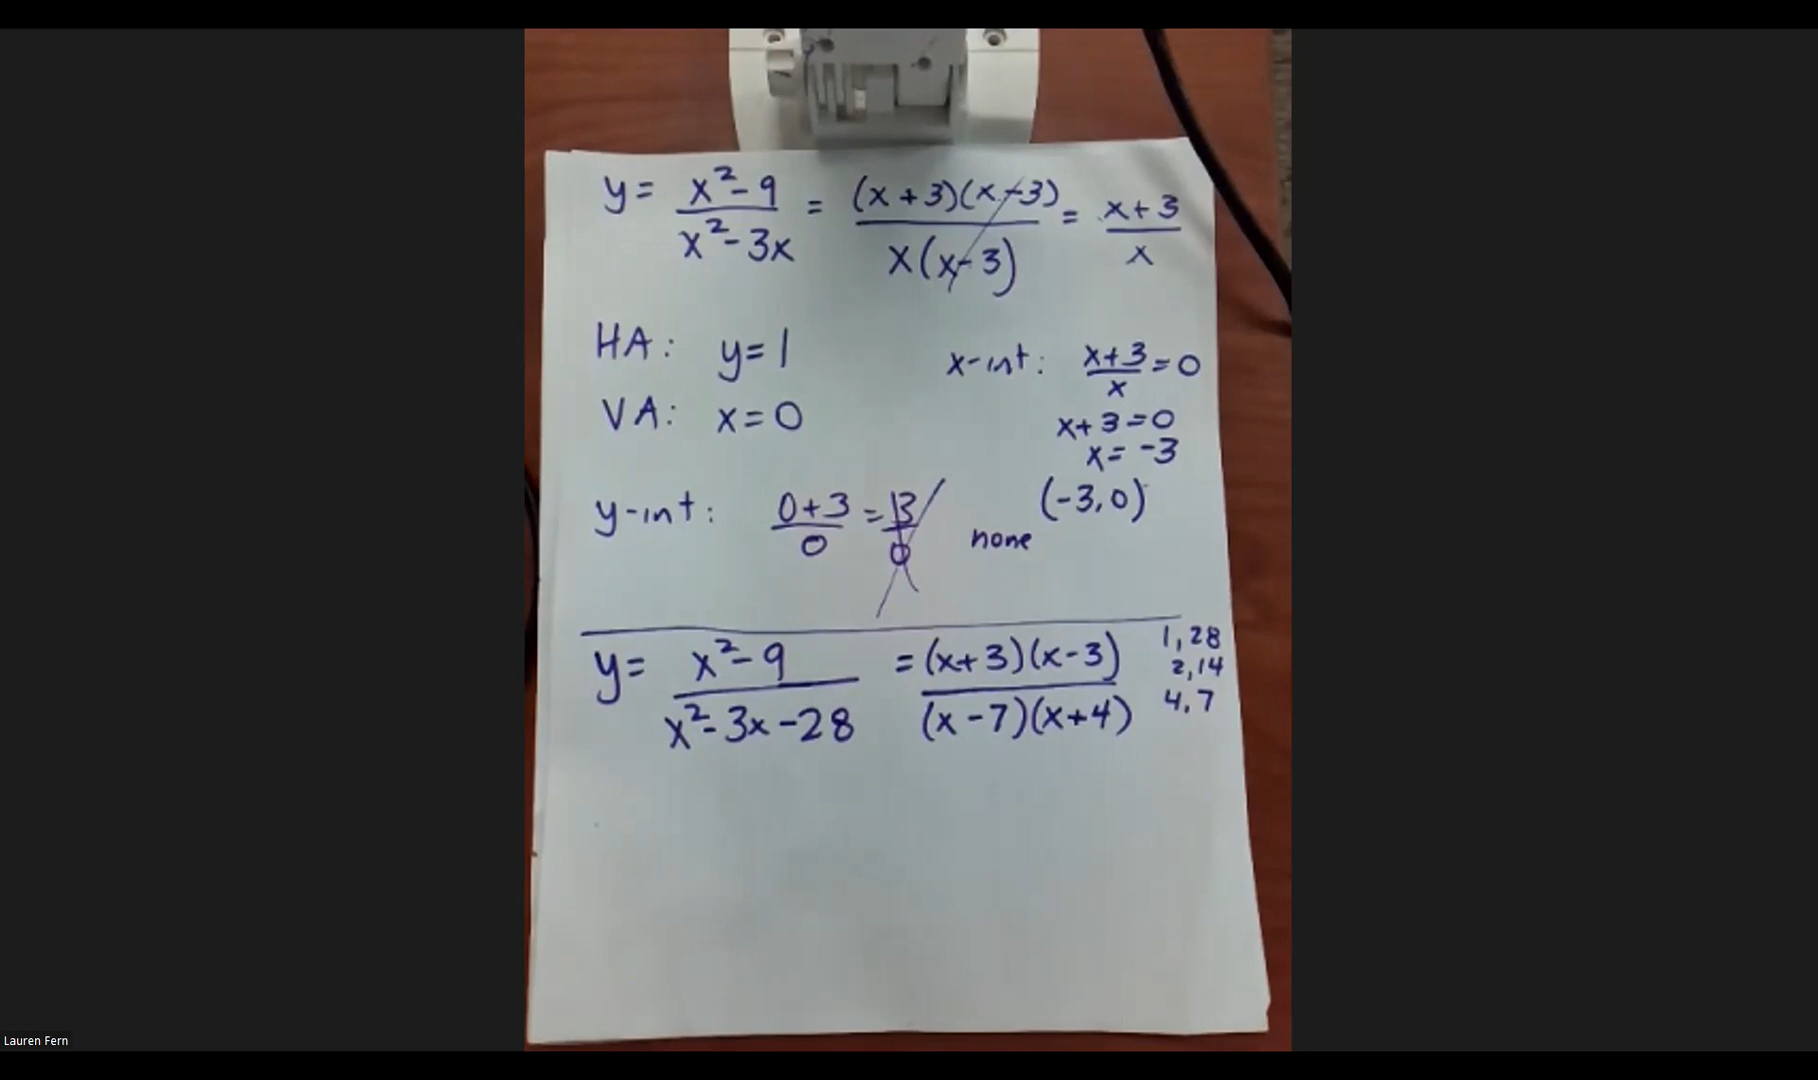 y = x²-9 / x²-3x = (x+3)(x-3) / x(x-3) = x+3 / x
HA: y=1
VA: x=0
x-int: x+3 / x = 0
x+3=0
x= -3
(-3,0)
y-int: 0+3 / 0 = 3 / 0 none
y = x²-9 / x²-3x-28 = (x+3)(x-3) / (x-7)(x+4)
1,28
2,14
4,7
Lauren Fern